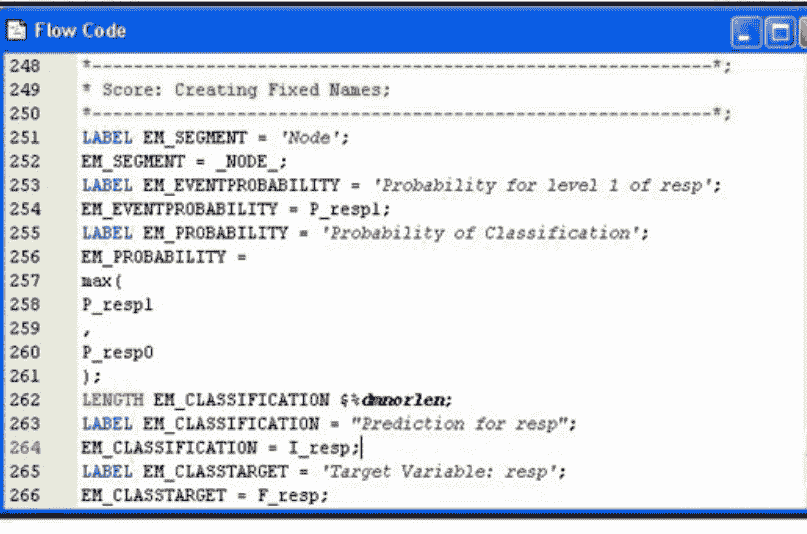 Flow Code
248 *------------------------------------------------------------*;
249 * Score: Creating Fixed Names;
250 *------------------------------------------------------------*;
251 LABEL EM_SEGMENT = 'Node';
252 EM_SEGMENT = _NODE_;
253 LABEL EM_EVENTPROBABILITY = 'Probability for level 1 of resp';
254 EM_EVENTPROBABILITY = P_resp1;
255 LABEL EM_PROBABILITY = 'Probability of Classification';
256 EM_PROBABILITY =
257 max(
258 P_resp1
259 ,
260 P_resp0
261 );
262 LENGTH EM_CLASSIFICATION $%dmnorlen;
263 LABEL EM_CLASSIFICATION = "Prediction for resp";
264 EM_CLASSIFICATION = I_resp;
265 LABEL EM_CLASSTARGET = 'Target Variable: resp';
266 EM_CLASSTARGET = F_resp;